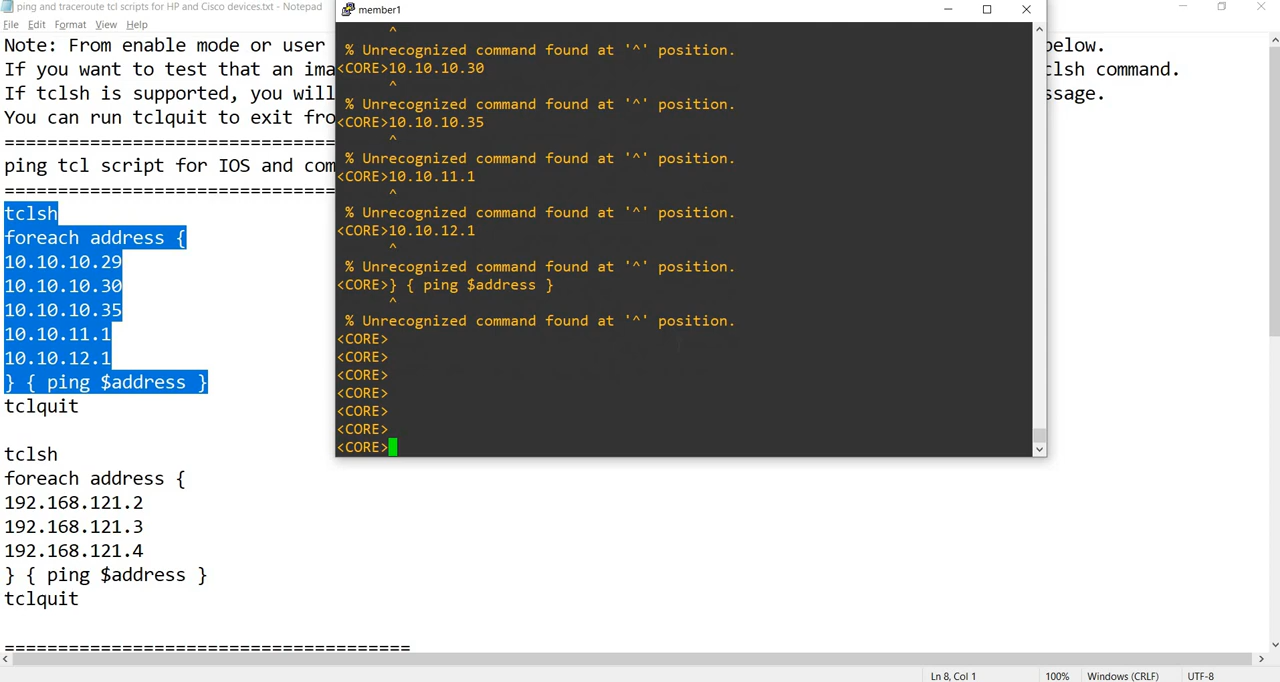 ping and traceroute tcl scripts for HP and Cisco devices.txt - Notepad
File Edit Format View Help
Note: From enable mode or user
below.
If you want to test that an ima
clsh command.
If tclsh is supported, you will
ssage.
You can run tclquit to exit fro
===============================
ping tcl script for IOS and com
===============================
tclsh
foreach address {
10.10.10.29
10.10.10.30
10.10.10.35
10.10.11.1
10.10.12.1
} { ping $address }
tclquit
tclsh
foreach address {
192.168.121.2
192.168.121.3
192.168.121.4
} { ping $address }
tclquit
======================================
member1
^
% Unrecognized command found at '^' position.
<CORE>10.10.10.30
^
% Unrecognized command found at '^' position.
<CORE>10.10.10.35
^
% Unrecognized command found at '^' position.
<CORE>10.10.11.1
^
% Unrecognized command found at '^' position.
<CORE>10.10.12.1
^
% Unrecognized command found at '^' position.
<CORE>} { ping $address }
^
% Unrecognized command found at '^' position.
<CORE>
<CORE>
<CORE>
<CORE>
<CORE>
<CORE>
<CORE>
Ln 8, Col 1 100% Windows (CRLF) UTF-8